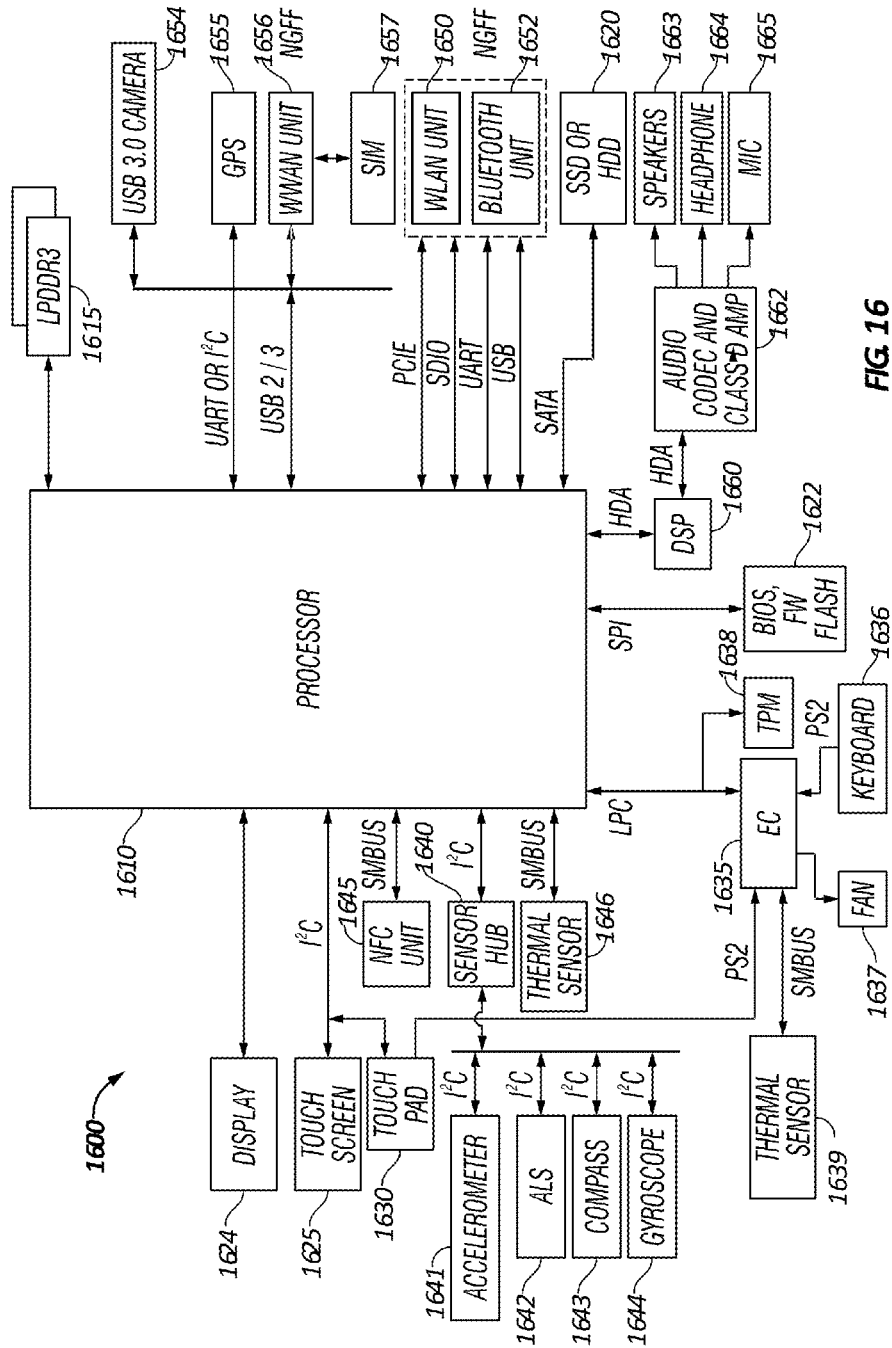 1600
LPDDR3
1615
USB 3.0 CAMERA
1654
GPS
1655
WWAN UNIT
1656
NGFF
SIM
1657
WLAN UNIT
1650
NGFF
BLUETOOTH
UNIT
1652
SSD OR
HDD
1620
SPEAKERS
1663
HEADPHONE
1664
MIC
1665
UART OR I²C
USB 2 / 3
PCIE
SDIO
UART
USB
SATA
AUDIO
CODEC AND
CLASS D AMP
1662
HDA
DSP
1660
HDA
PROCESSOR
1610
SPI
BIOS,
FW
FLASH
1622
LPC
TPM
1638
EC
1635
PS2
KEYBOARD
1636
FAN
1637
SMBUS
THERMAL
SENSOR
1639
PS2
DISPLAY
1624
I²C
TOUCH
SCREEN
1625
TOUCH
PAD
1630
SMBUS
NFC
UNIT
1645
I²C
SENSOR
HUB
1640
SMBUS
THERMAL
SENSOR
1646
I²C
ACCELEROMETER
1641
I²C
ALS
1642
I²C
COMPASS
1643
I²C
GYROSCOPE
1644
FIG. 16